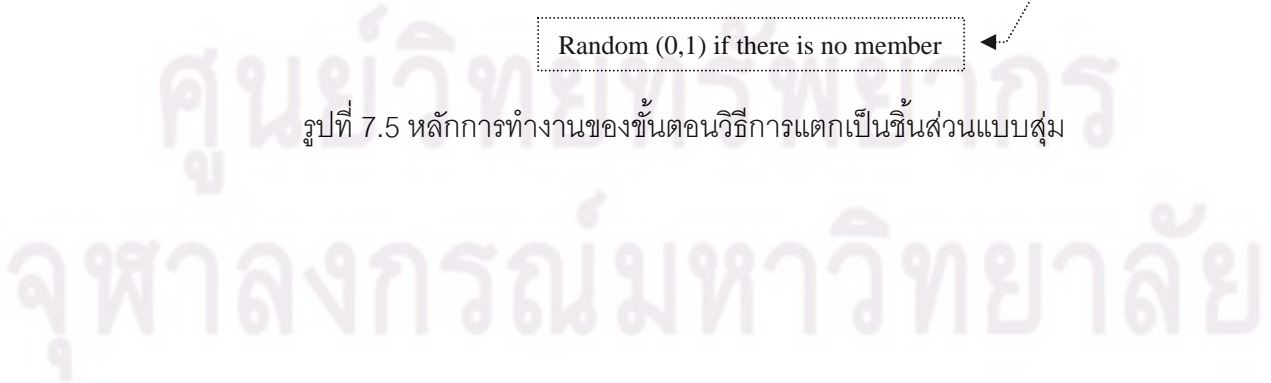 Random (0,1) if there is no member
รูปที่ 7.5 หลักการทำงานของขั้นตอนวิธีการแตกเป็นชิ้นส่วนแบบสุ่ม
ศูนย์วิทยทรัพยากร
จุฬาลงกรณ์มหาวิทยาลัย